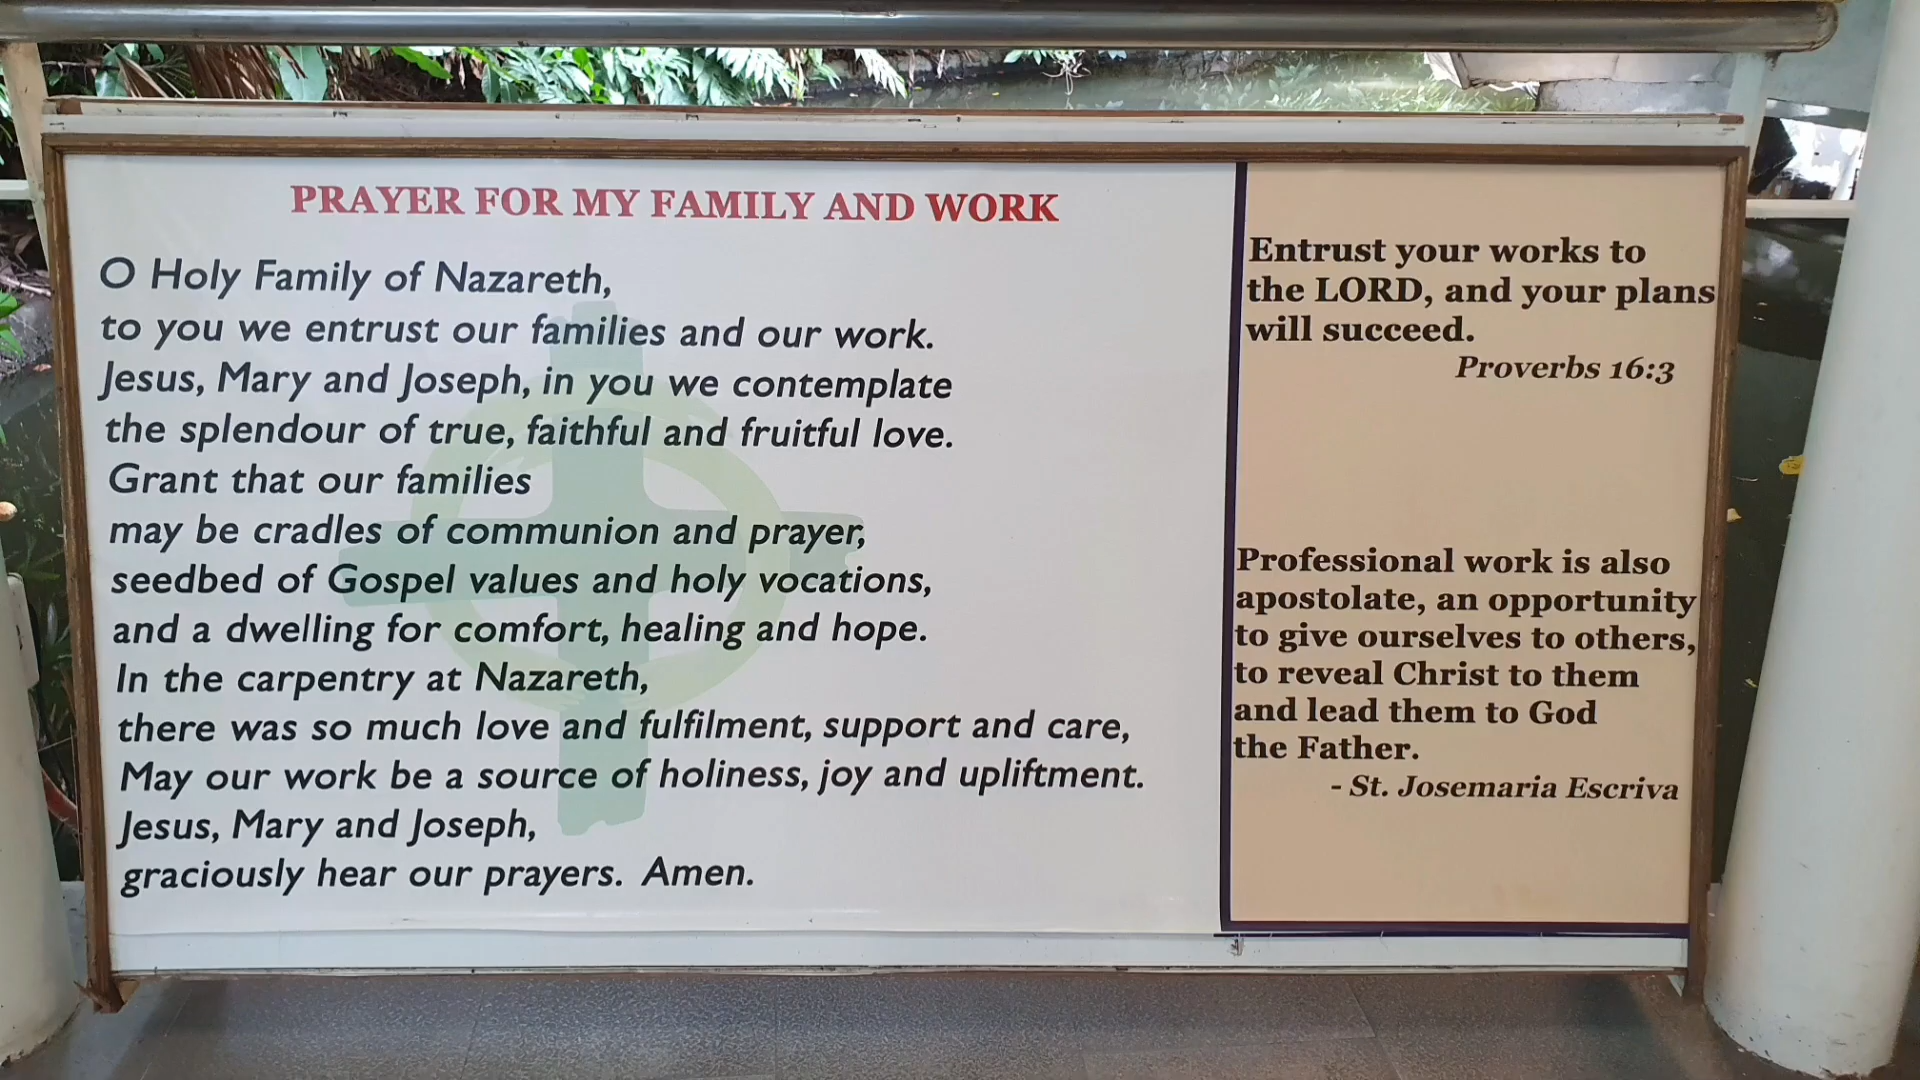 PRAYER FOR MY FAMILY AND WORK
O Holy Family of Nazareth,
to you we entrust our families and our work.
Jesus, Mary and Joseph, in you we contemplate
the splendour of true, faithful and fruitful love.
Grant that our families
may be cradles of communion and prayer,
seedbed of Gospel values and holy vocations,
and a dwelling for comfort, healing and hope.
In the carpentry at Nazareth,
there was so much love and fulfilment, support and care,
May our work be a source of holiness, joy and upliftment.
Jesus, Mary and Joseph,
graciously hear our prayers. Amen.
Entrust your works to
the LORD, and your plans
will succeed.
Proverbs 16:3
Professional work is also
apostolate, an opportunity
to give ourselves to others,
to reveal Christ to them
and lead them to God
the Father.
- St. Josemaria Escriva